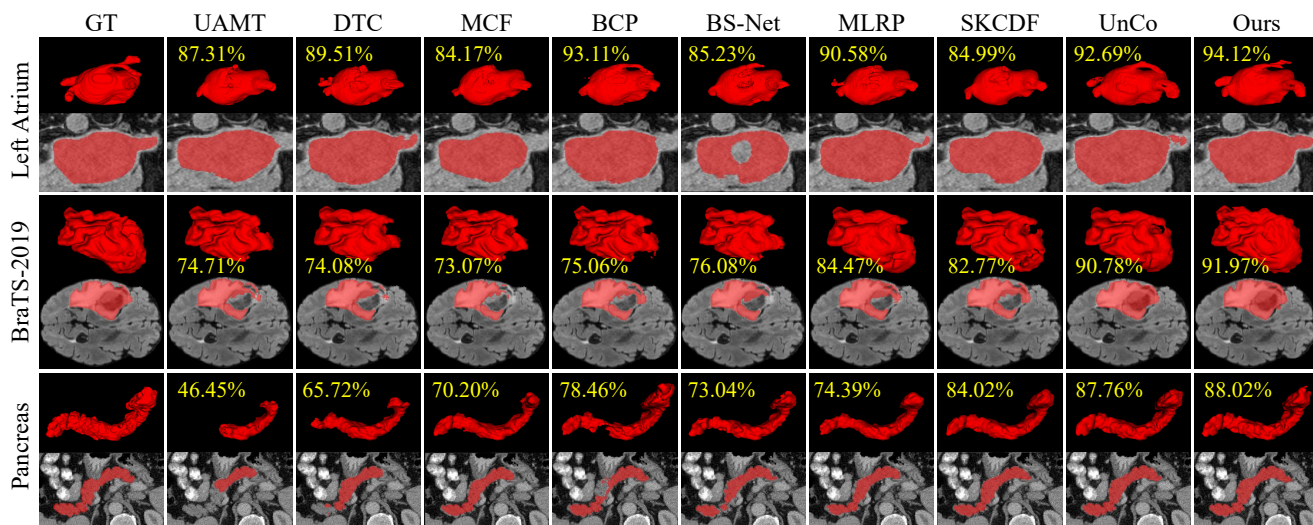 GT UAMT DTC MCF BCP BS-Net MLRP SKCDF UnCo Ours
Left Atrium
87.31% 89.51% 84.17% 93.11% 85.23% 90.58% 84.99% 92.69% 94.12%
BraTS-2019
74.71% 74.08% 73.07% 75.06% 76.08% 84.47% 82.77% 90.78% 91.97%
Pancreas
46.45% 65.72% 70.20% 78.46% 73.04% 74.39% 84.02% 87.76% 88.02%